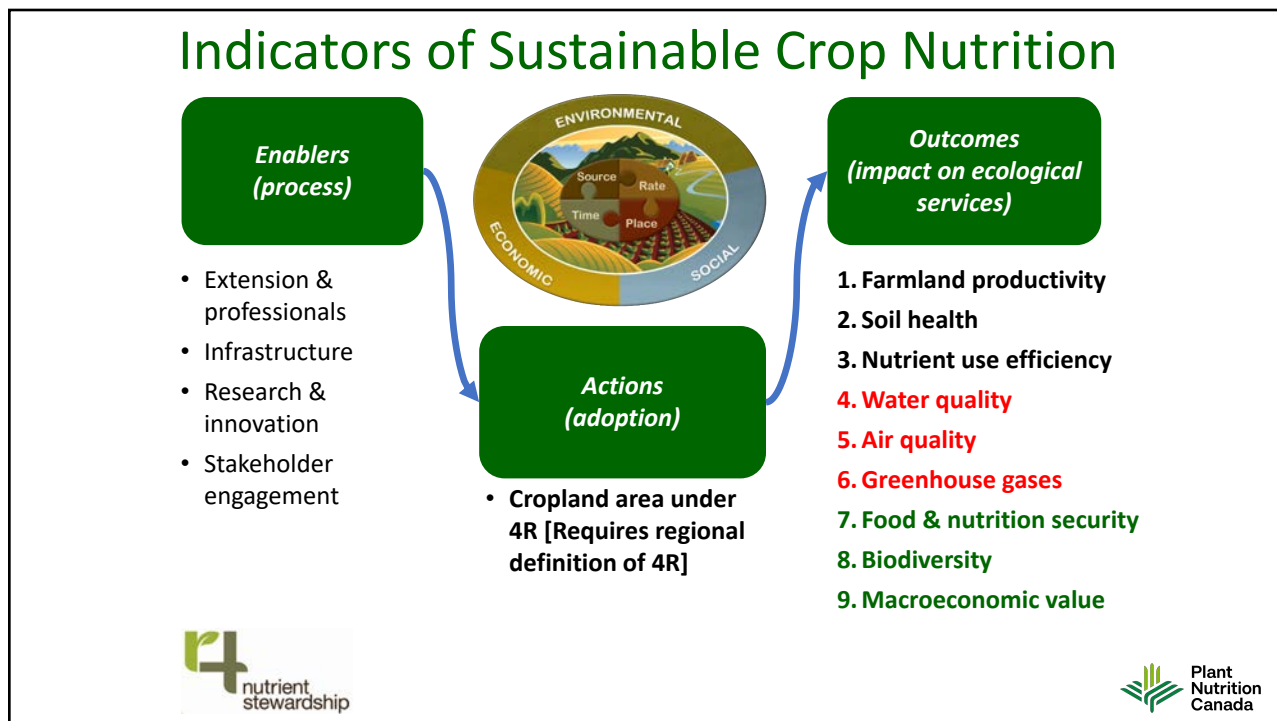 Indicators of Sustainable Crop Nutrition
Enablers
(process)
• Extension &
professionals
• Infrastructure
• Research &
innovation
• Stakeholder
engagement
ENVIRONMENTAL
ECONOMIC
SOCIAL
Source
Rate
Time
Place
Actions
(adoption)
• Cropland area under
4R [Requires regional
definition of 4R]
Outcomes
(impact on ecological
services)
1. Farmland productivity
2. Soil health
3. Nutrient use efficiency
4. Water quality
5. Air quality
6. Greenhouse gases
7. Food & nutrition security
8. Biodiversity
9. Macroeconomic value
r4
nutrient
stewardship
Plant
Nutrition
Canada